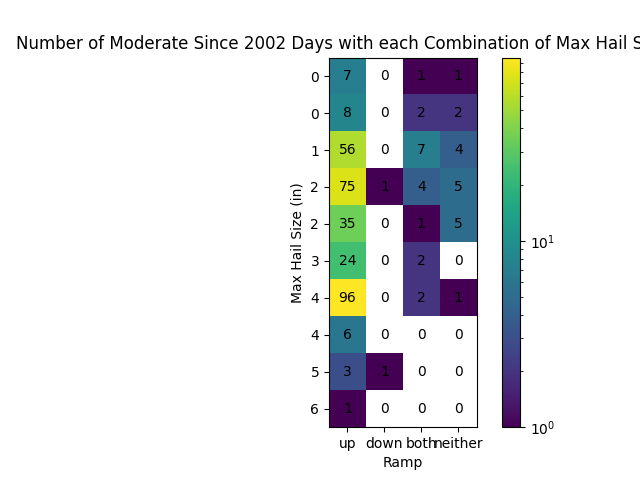 Number of Moderate Since 2002 Days with each Combination of Max Hail S
0 7 0 1 1
0 8 0 2 2
1 56 0 7 4
2 75 1 4 5
2 35 0 1 5
3 24 0 2 0
4 96 0 2 1
4 6 0 0 0
5 3 1 0 0
6 1 0 0 0
Max Hail Size (in)
up down both neither
Ramp
10^1
10^0